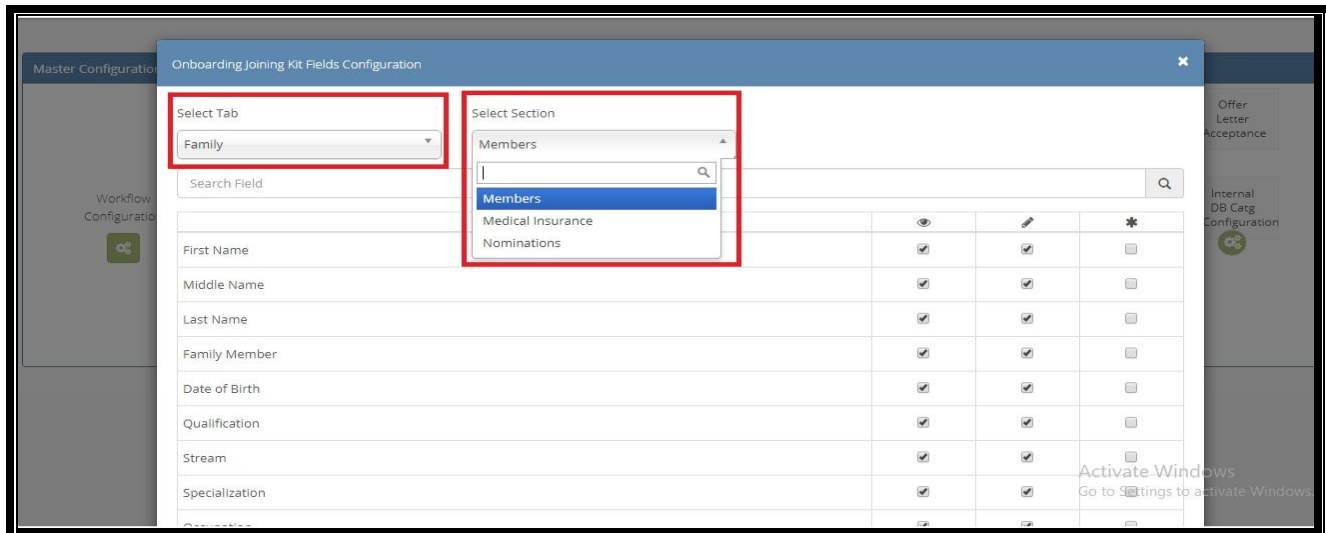 Onboarding Joining Kit Fields Configuration
Master Configuration
Select Tab
Select Section
Family
Members
Search Field
Members
Medical Insurance
Nominations
Workflow
Configuratio
Offer
Letter
Acceptance
Internal
DB Catg
Configuration
First Name
Middle Name
Last Name
Family Member
Date of Birth
Qualification
Stream
Specialization
Occupation
Activate Windows
Go to Settings to activate Windows.